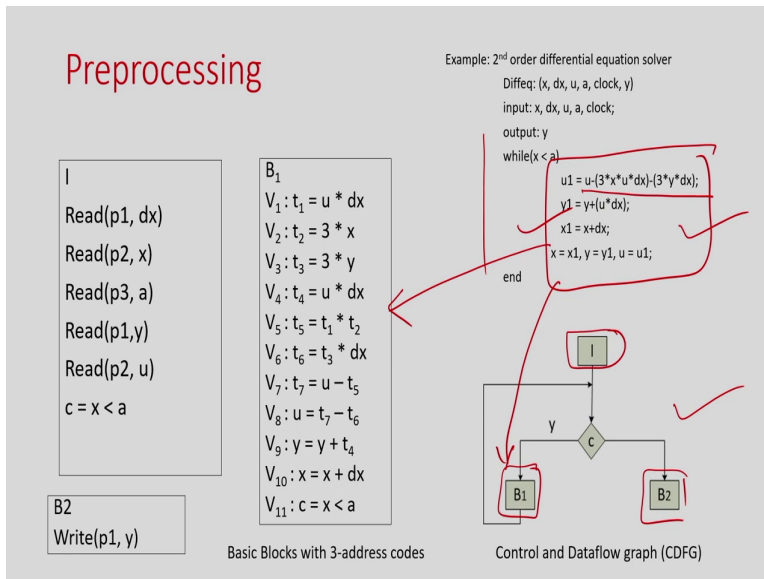 Preprocessing
Example: 2nd order differential equation solver
Diffeq: (x, dx, u, a, clock, y)
input: x, dx, u, a, clock;
output: y
while(x < a)
u1 = u-(3*x*u*dx)-(3*y*dx);
y1 = y+(u*dx);
x1 = x+dx;
x = x1, y = y1, u = u1;
end
I
Read(p1, dx)
Read(p2, x)
Read(p3, a)
Read(p1,y)
Read(p2, u)
c = x < a
B2
Write(p1, y)
B1
V1 : t1 = u * dx
V2 : t2 = 3 * x
V3 : t3 = 3 * y
V4 : t4 = u * dx
V5 : t5 = t1 * t2
V6 : t6 = t3 * dx
V7 : t7 = u – t5
V8 : u = t7 – t6
V9 : y = y + t4
V10 : x = x + dx
V11 : c = x < a
Basic Blocks with 3-address codes
I
y
c
B1
B2
Control and Dataflow graph (CDFG)